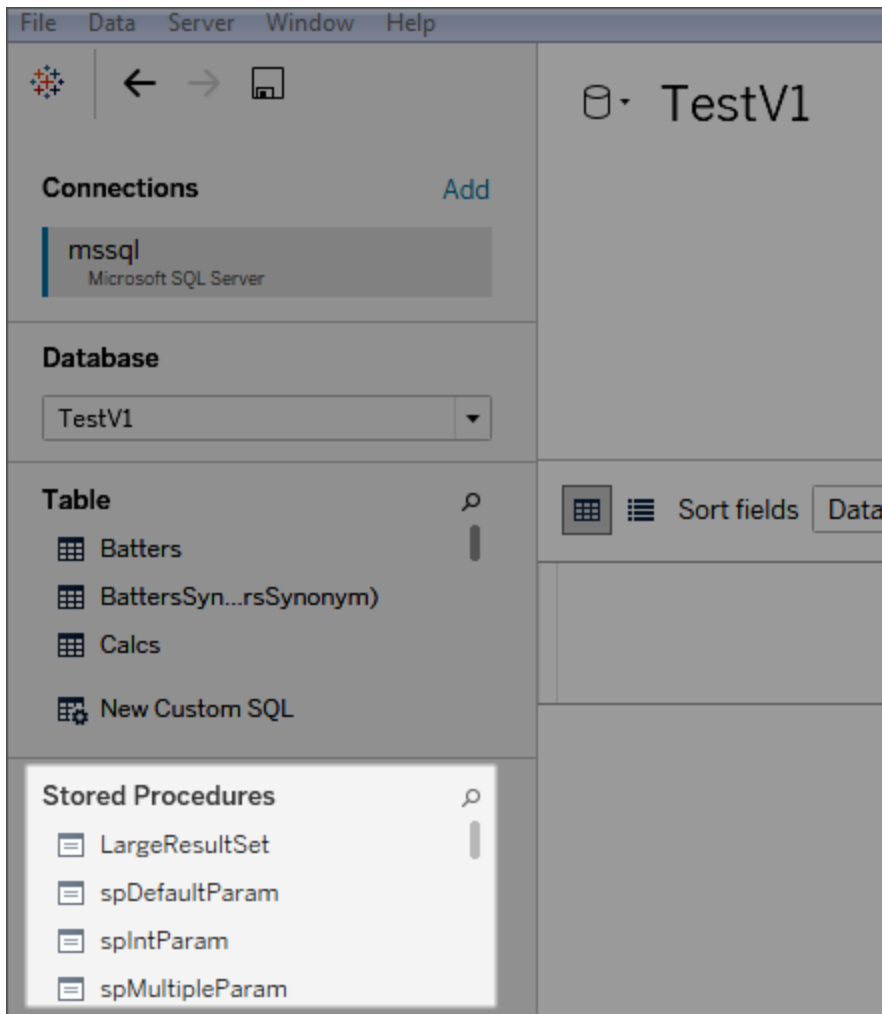 File Data Server Window Help
TestV1
Connections Add
mssql
Microsoft SQL Server
Database
TestV1
Table
Batters
BattersSyn...rsSynonym)
Calcs
New Custom SQL
Sort fields Data
Stored Procedures
LargeResultSet
spDefaultParam
spIntParam
spMultipleParam